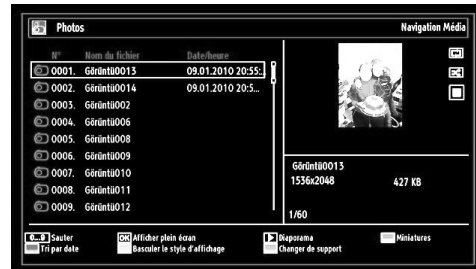 Photos
Navigation Média
N° Nom du fichier Date/heure
0001. Görüntü0013 09.01.2010 20:55:..
0002. Görüntü0014 09.01.2010 20:5...
0003. Görüntü002
0004. Görüntü006
0005. Görüntü008
0006. Görüntü009
0007. Görüntü010
0008. Görüntü011
0009. Görüntü012
Görüntü0013
1536x2048 427 KB
1/60
0...9 Sauter
OK Afficher plein écran
Diaporama
Miniatures
Tri par date
Basculer le style d'affichage
Changer de support